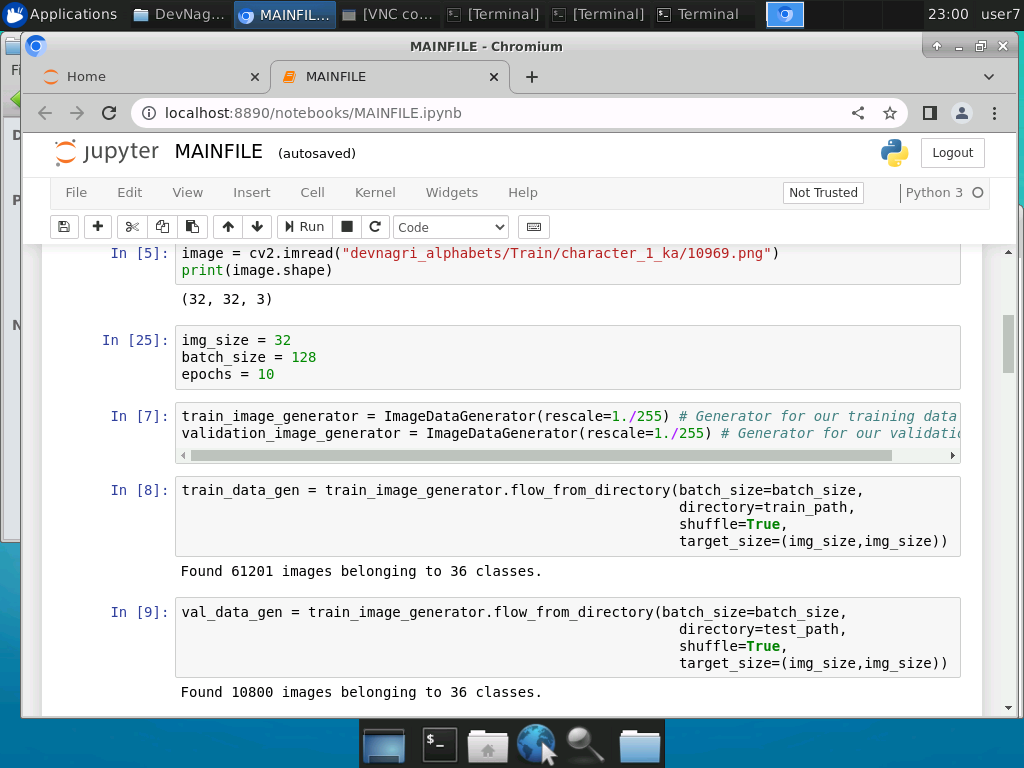 Applications DevNag... MAINFIL... [VNC co... [Terminal] [Terminal] Terminal 23:00 user7
MAINFILE - Chromium
Home MAINFILE
localhost:8890/notebooks/MAINFILE.ipynb
jupyter MAINFILE (autosaved) Logout
File Edit View Insert Cell Kernel Widgets Help Not Trusted Python 3
Run Code
In [5]: image = cv2.imread("devnagri_alphabets/Train/character_1_ka/10969.png")
print(image.shape)
(32, 32, 3)
In [25]: img_size = 32
batch_size = 128
epochs = 10
In [7]: train_image_generator = ImageDataGenerator(rescale=1./255) # Generator for our training data
validation_image_generator = ImageDataGenerator(rescale=1./255) # Generator for our
In [8]: train_data_gen = train_image_generator.flow_from_directory(batch_size=batch_size,
directory=train_path,
shuffle=True,
target_size=(img_size,img_size))
Found 61201 images belonging to 36 classes.
In [9]: val_data_gen = train_image_generator.flow_from_directory(batch_size=batch_size,
directory=test_path,
shuffle=True,
target_size=(img_size,img_size))
Found 10800 images belonging to 36 classes.